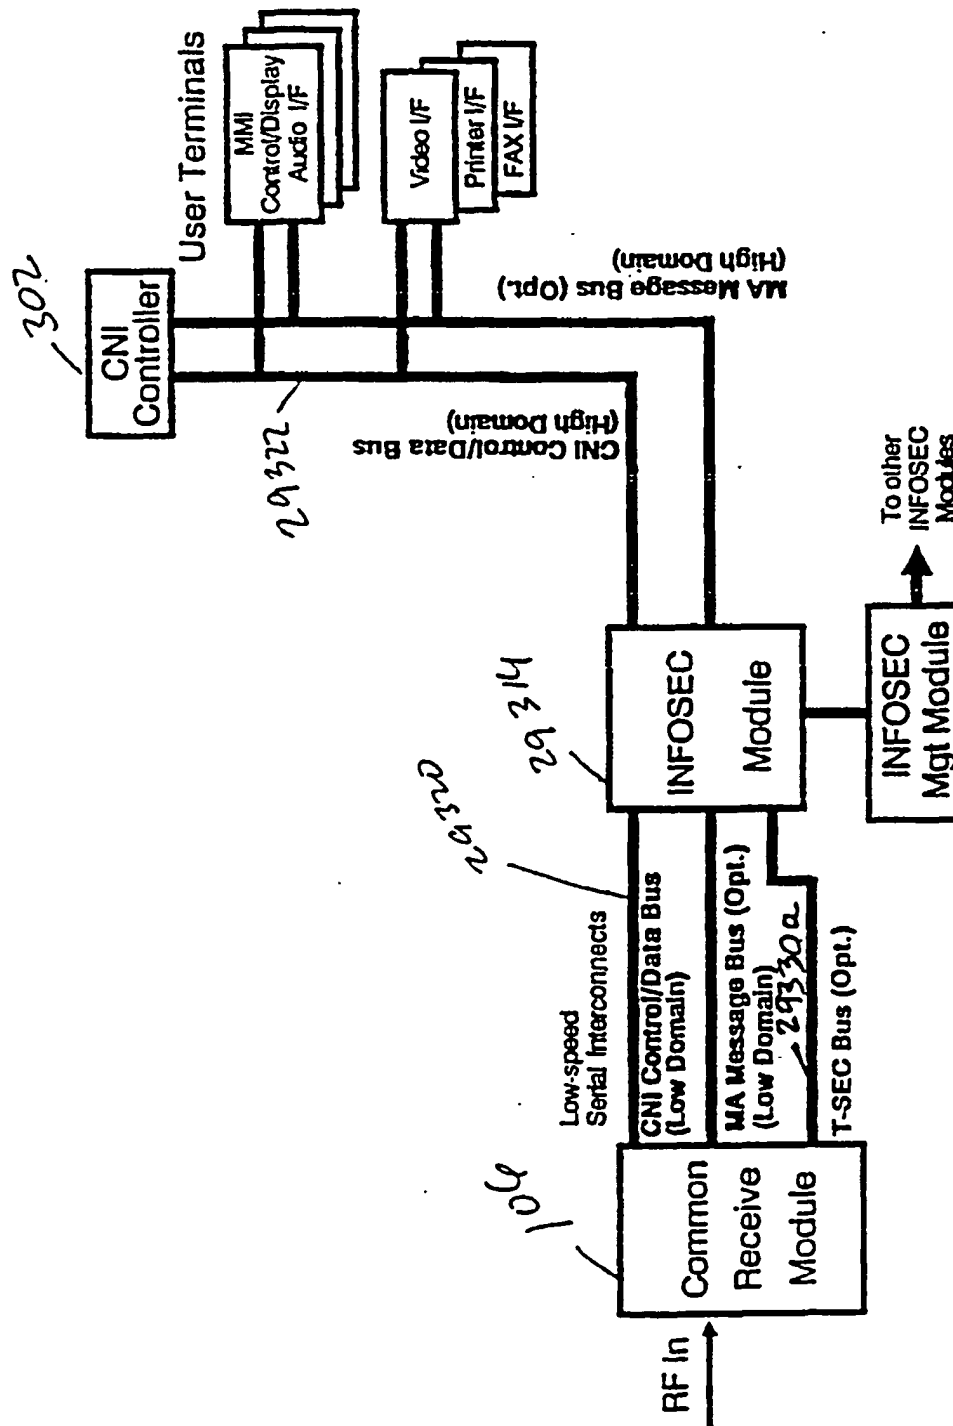 RF In
106
Common
Receive
Module
Low-speed
Serial Interconnects
CNI Control/Data Bus
(Low Domain)
MA Message Bus (Opt.)
(Low Domain)
29330a
T-SEC Bus (Opt.)
29320
29314
INFOSEC
Module
INFOSEC
Mgt Module
To other
INFOSEC
Modules
CNI Control/Data Bus
(High Domain)
MA Message Bus (Opt.)
(High Domain)
29322
302
CNI
Controller
User Terminals
MMI
Control/Display
Audio I/F
Video I/F
Printer I/F
FAX I/F